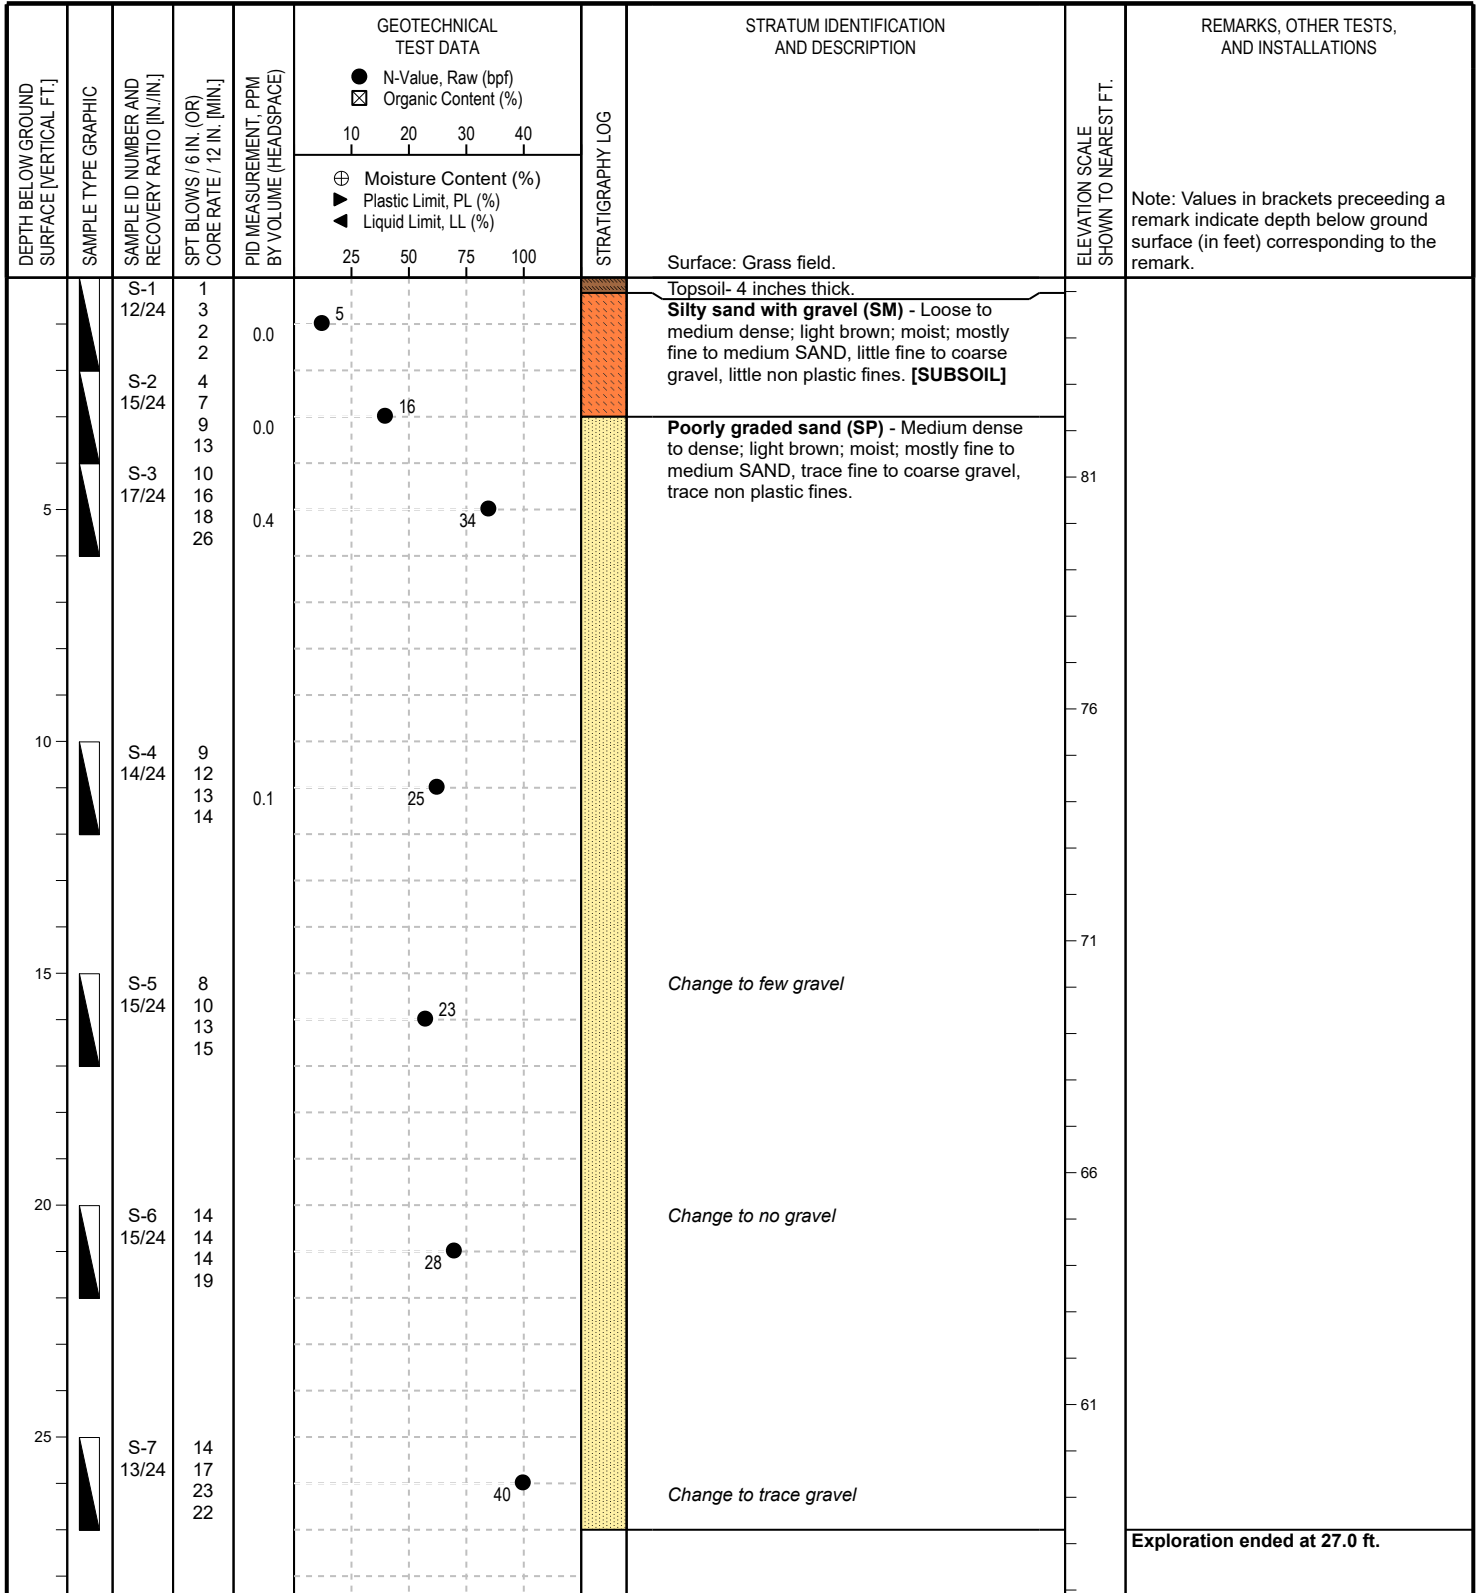 DEPTH BELOW GROUND
SURFACE [VERTICAL FT.]
SAMPLE TYPE GRAPHIC
SAMPLE ID NUMBER AND
RECOVERY RATIO [IN./IN.]
SPT BLOWS / 6 IN. (OR)
CORE RATE / 12 IN. [MIN.]
PID MEASUREMENT, PPM
BY VOLUME (HEADSPACE)
GEOTECHNICAL
TEST DATA
N-Value, Raw (bpf)
Organic Content (%)
10 20 30 40
Moisture Content (%)
Plastic Limit, PL (%)
Liquid Limit, LL (%)
25 50 75 100
STRATIGRAPHY LOG
STRATUM IDENTIFICATION
AND DESCRIPTION
Surface: Grass field.
ELEVATION SCALE
SHOWN TO NEAREST FT.
REMARKS, OTHER TESTS,
AND INSTALLATIONS
Note: Values in brackets preceeding a
remark indicate depth below ground
surface (in feet) corresponding to the
remark.
S-1
12/24
1
3
2
2
0.0
5
Topsoil- 4 inches thick.
Silty sand with gravel (SM) - Loose to
medium dense; light brown; moist; mostly
fine to medium SAND, little fine to coarse
gravel, little non plastic fines. [SUBSOIL]
S-2
15/24
4
7
9
13
0.0
16
Poorly graded sand (SP) - Medium dense
to dense; light brown; moist; mostly fine to
medium SAND, trace fine to coarse gravel,
trace non plastic fines.
81
5
S-3
17/24
10
16
18
26
0.4
34
76
10
S-4
14/24
9
12
13
14
0.1
25
71
15
S-5
15/24
8
10
13
15
23
Change to few gravel
66
20
S-6
15/24
14
14
14
19
28
Change to no gravel
61
25
S-7
13/24
14
17
23
22
40
Change to trace gravel
Exploration ended at 27.0 ft.